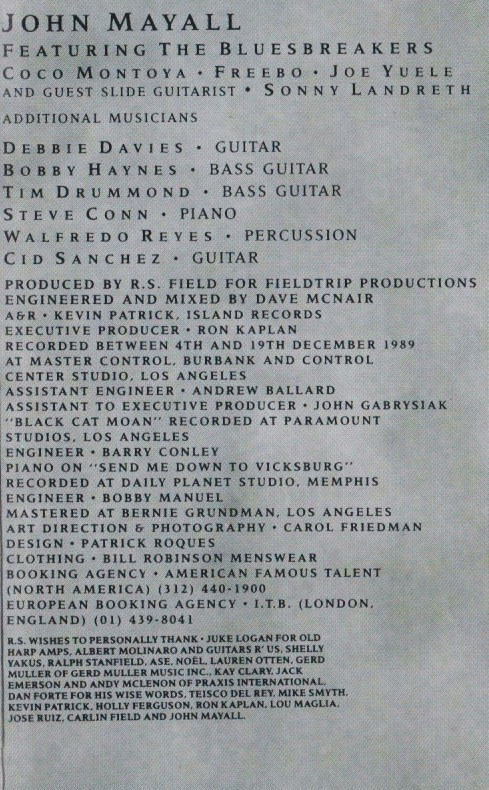 JOHN MAYALL
FEATURING THE BLUESBREAKERS
COCO MONTOYA • FREEBO • JOE YUELE
AND GUEST SLIDE GUITARIST • SONNY LANDRETH
ADDITIONAL MUSICIANS
DEBBIE DAVIES • GUITAR
BOBBY HAYNES • BASS GUITAR
TIM DRUMMOND • BASS GUITAR
STEVE CONN • PIANO
WALFREDO REYES • PERCUSSION
CID SANCHEZ • GUITAR
PRODUCED BY R.S. FIELD FOR FIELDTRIP PRODUCTIONS
ENGINEERED AND MIXED BY DAVE MCNAIR
A&R • KEVIN PATRICK, ISLAND RECORDS
EXECUTIVE PRODUCER • RON KAPLAN
RECORDED BETWEEN 4TH AND 19TH DECEMBER 1989
AT MASTER CONTROL, BURBANK AND CONTROL
CENTER STUDIO, LOS ANGELES
ASSISTANT ENGINEER • ANDREW BALLARD
ASSISTANT TO EXECUTIVE PRODUCER • JOHN GABRYSIAK
"BLACK CAT MOAN" RECORDED AT PARAMOUNT
STUDIOS, LOS ANGELES
ENGINEER • BARRY CONLEY
PIANO ON "SEND ME DOWN TO VICKSBURG"
RECORDED AT DAILY PLANET STUDIO, MEMPHIS
ENGINEER • BOBBY MANUEL
MASTERED AT BERNIE GRUNDMAN, LOS ANGELES
ART DIRECTION & PHOTOGRAPHY • CAROL FRIEDMAN
DESIGN • PATRICK ROQUES
CLOTHING • BILL ROBINSON MENSWEAR
BOOKING AGENCY • AMERICAN FAMOUS TALENT
(NORTH AMERICA) (312) 440-1900
EUROPEAN BOOKING AGENCY • I.T.B. (LONDON,
ENGLAND) (01) 439-8041
R.S. WISHES TO PERSONALLY THANK • JUKE LOGAN FOR OLD
HARP AMPS, ALBERT MOLINARO AND GUITARS R' US, SHELLY
YAKUS, RALPH STANFIELD, ASE, NOËL, LAUREN OTTEN, GERD
MULLER OF GERD MULLER MUSIC INC., KAY CLARY, JACK
EMERSON AND ANDY MCLENON OF PRAXIS INTERNATIONAL,
DAN FORTE FOR HIS WISE WORDS, TEISCO DEL REY, MIKE SMYTH,
KEVIN PATRICK, HOLLY FERGUSON, RON KAPLAN, LOU MAGLIA,
JOSE RUIZ, CARLIN FIELD AND JOHN MAYALL.